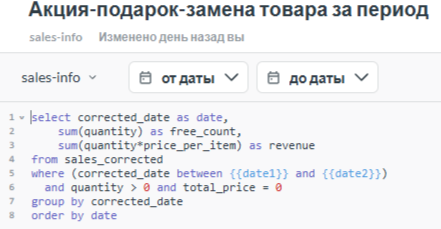 Акция-подарок-замена товара за период
sales-info Изменено день назад вы
sales-info от даты до даты
1 select corrected_date as date,
2 sum(quantity) as free_count,
3 sum(quantity*price_per_item) as revenue
4 from sales_corrected
5 where (corrected_date between {{date1}} and {{date2}})
6 and quantity > 0 and total_price = 0
7 group by corrected_date
8 order by date